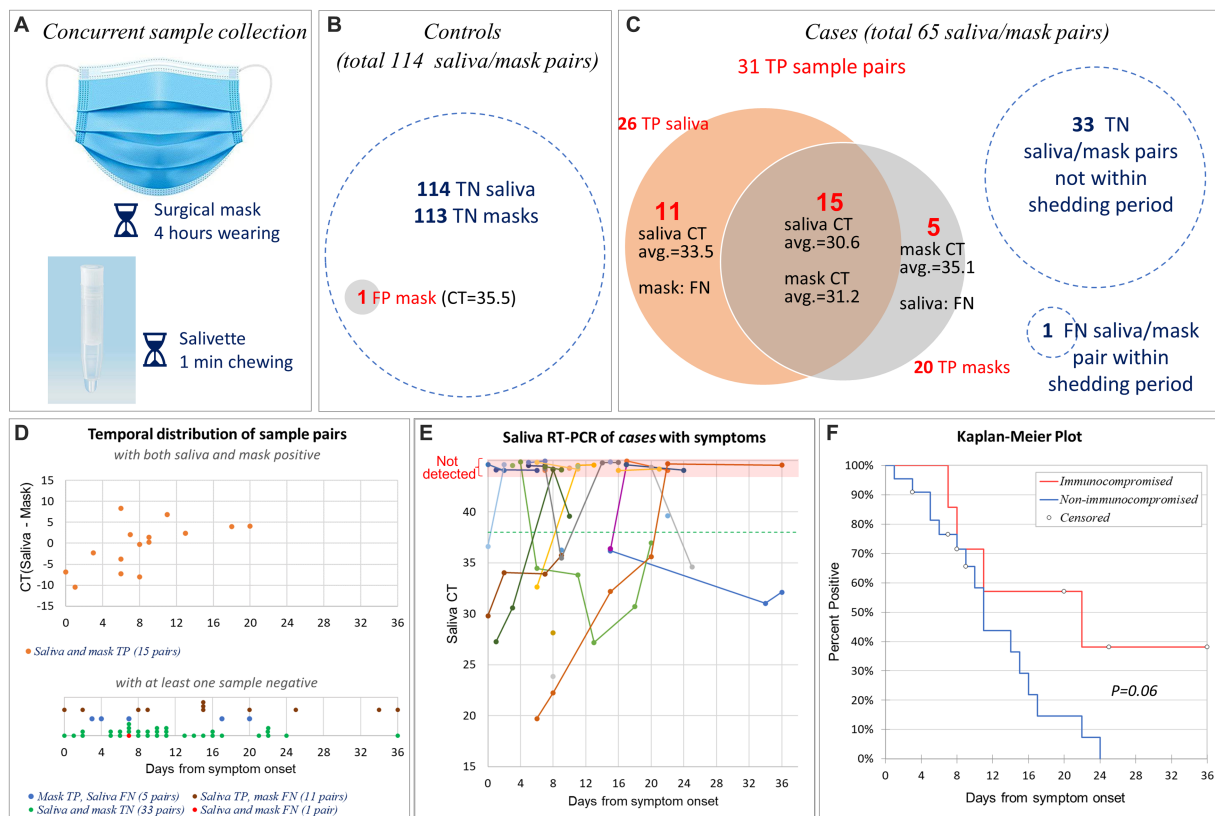 A
Concurrent sample collection
Surgical mask
4 hours wearing
Salivette
1 min chewing
B
Controls
(total 114 saliva/mask pairs)
114 TN saliva
113 TN masks
1 FP mask (CT=35.5)
C
Cases (total 65 saliva/mask pairs)
31 TP sample pairs
26 TP saliva
11
saliva CT
avg.=33.5
mask: FN
15
saliva CT
avg.=30.6
mask CT
avg.=31.2
5
mask CT
avg.=35.1
saliva: FN
20 TP masks
33 TN
saliva/mask pairs
not within
shedding period
1 FN saliva/mask
pair within
shedding period
D
Temporal distribution of sample pairs
with both saliva and mask positive
CT(Saliva - Mask)
15
10
5
0
-5
-10
-15
0 4 8 12 16 20 24 28 32 36
Saliva and mask TP (15 pairs)
with at least one sample negative
0 4 8 12 16 20 24 28 32 36
Days from symptom onset
Mask TP, Saliva FN (5 pairs)
Saliva TP, mask FN (11 pairs)
Saliva and mask TN (33 pairs)
Saliva and mask FN (1 pair)
E
Saliva RT-PCR of cases with symptoms
Not
detected
Saliva CT
40
35
30
25
20
15
0 4 8 12 16 20 24 28 32 36
Days from symptom onset
F
Kaplan-Meier Plot
Percent Positive
100%
90%
80%
70%
60%
50%
40%
30%
20%
10%
0%
Immunocompromised
Non-immunocompromised
Censored
P=0.06
0 4 8 12 16 20 24 28 32 36
Days from symptom onset